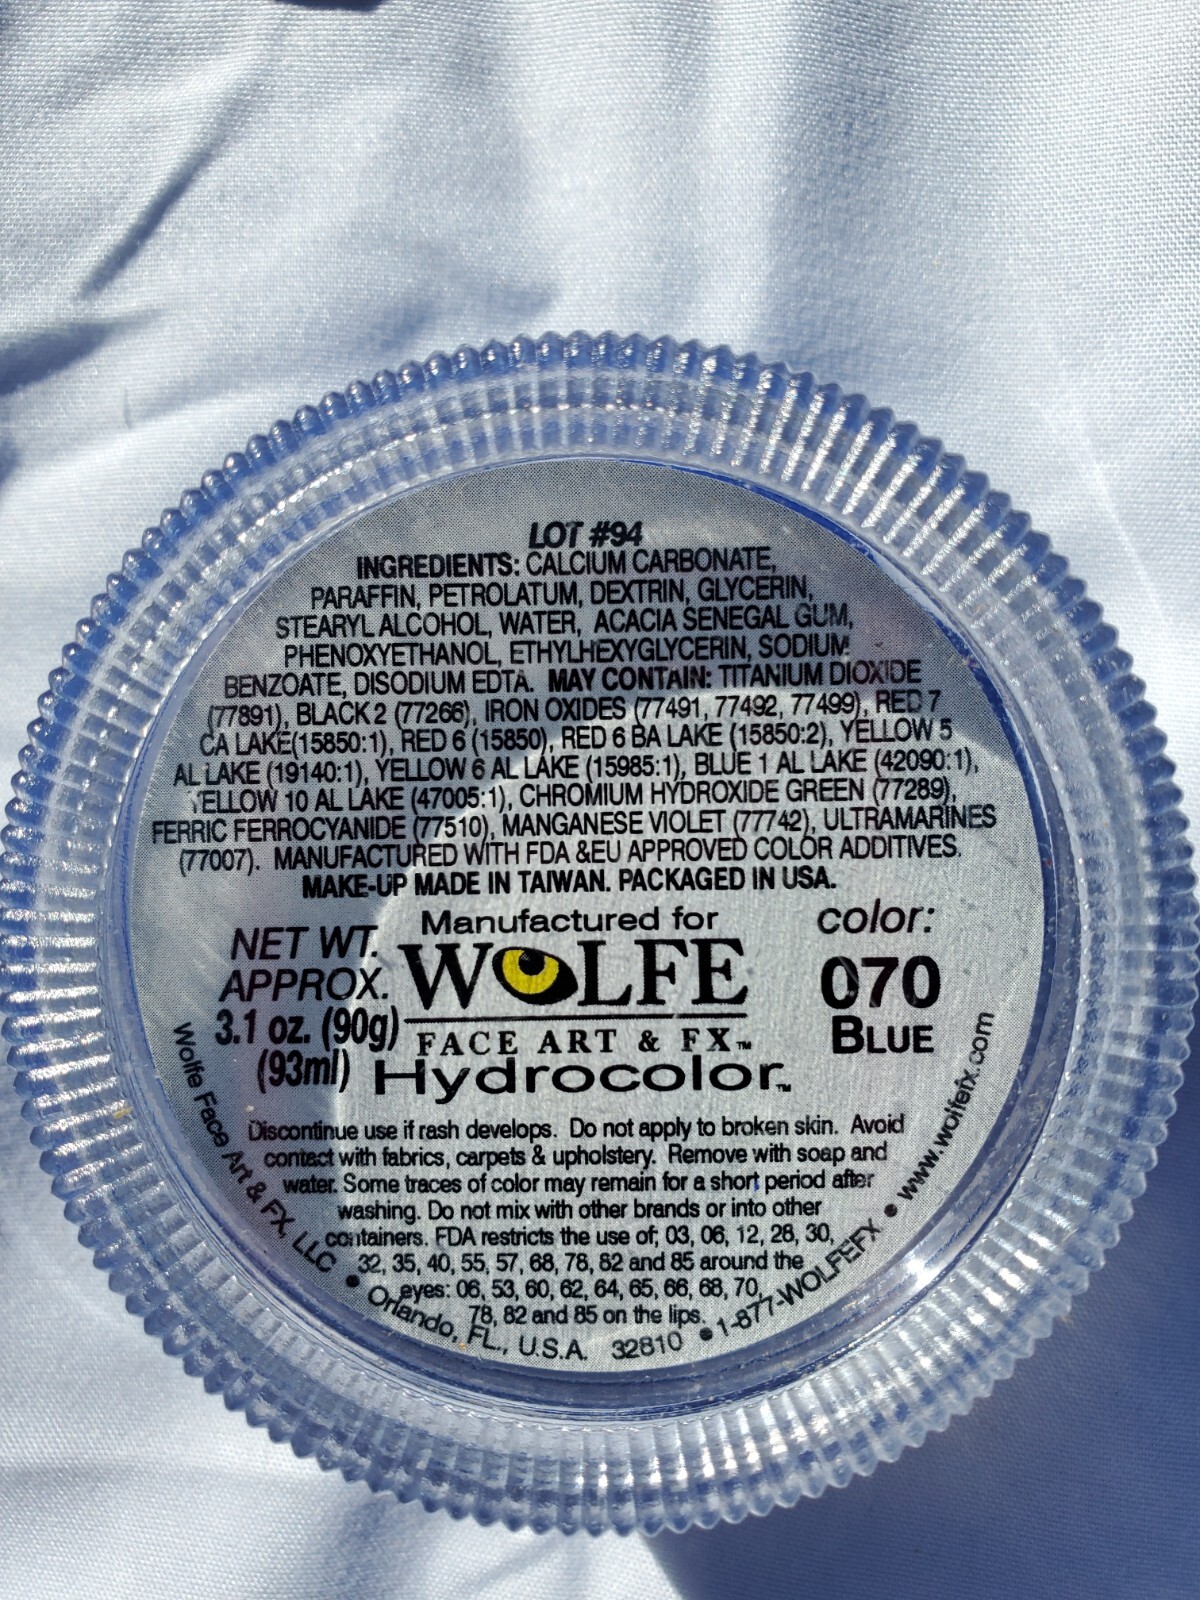 LOT #94
INGREDIENTS: CALCIUM CARBONATE,
PARAFFIN, PETROLATUM, DEXTRIN, GLYCERIN,
STEARYL ALCOHOL, WATER, ACACIA SENEGAL GUM,
PHENOXYETHANOL, ETHYLHEXYGLYCERIN, SODIUM
BENZOATE, DISODIUM EDTA. MAY CONTAIN: TITANIUM DIOXIDE
(77891), BLACK 2 (77266), IRON OXIDES (77491, 77492, 77499), RED 7
CA LAKE(15850:1), RED 6 (15850), RED 6 BA LAKE (15850:2), YELLOW 5
AL LAKE (19140:1), YELLOW 6 AL LAKE (15985:1), BLUE 1 AL LAKE (42090:1),
YELLOW 10 AL LAKE (47005:1), CHROMIUM HYDROXIDE GREEN (77289),
FERRIC FERROCYANIDE (77510), MANGANESE VIOLET (77742), ULTRAMARINES
(77007). MANUFACTURED WITH FDA &EU APPROVED COLOR ADDITIVES.
MAKE-UP MADE IN TAIWAN. PACKAGED IN USA.
NET WT.
APPROX.
3.1 oz. (90g)
(93ml)
Manufactured for
WOLFE
FACE ART & FX™
Hydrocolor™
color:
070
BLUE
Discontinue use if rash develops. Do not apply to broken skin. Avoid
contact with fabrics, carpets & upholstery. Remove with soap and
water. Some traces of color may remain for a short period after
washing. Do not mix with other brands or into other
containers. FDA restricts the use of; 03, 06, 12, 28, 30,
32, 35, 40, 55, 57, 68, 78, 82 and 85 around the
eyes: 06, 53, 60, 62, 64, 65, 66, 68, 70,
78, 82 and 85 on the lips.
Wolfe Face Art & FX, LLC • Orlando, FL., U.S.A. 32810 • 1-877-WOLFEFX • www.wolfefx.com